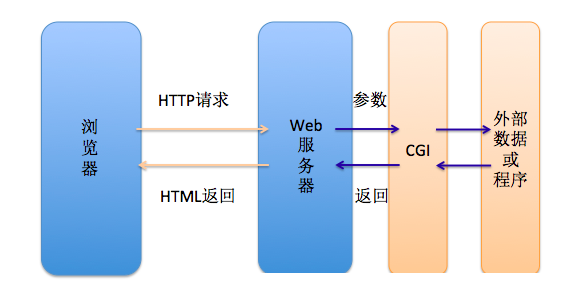 浏
览
器
HTTP请求
HTML返回
Web
服
务
器
参数
返回
CGI
外部
数据
或
程序